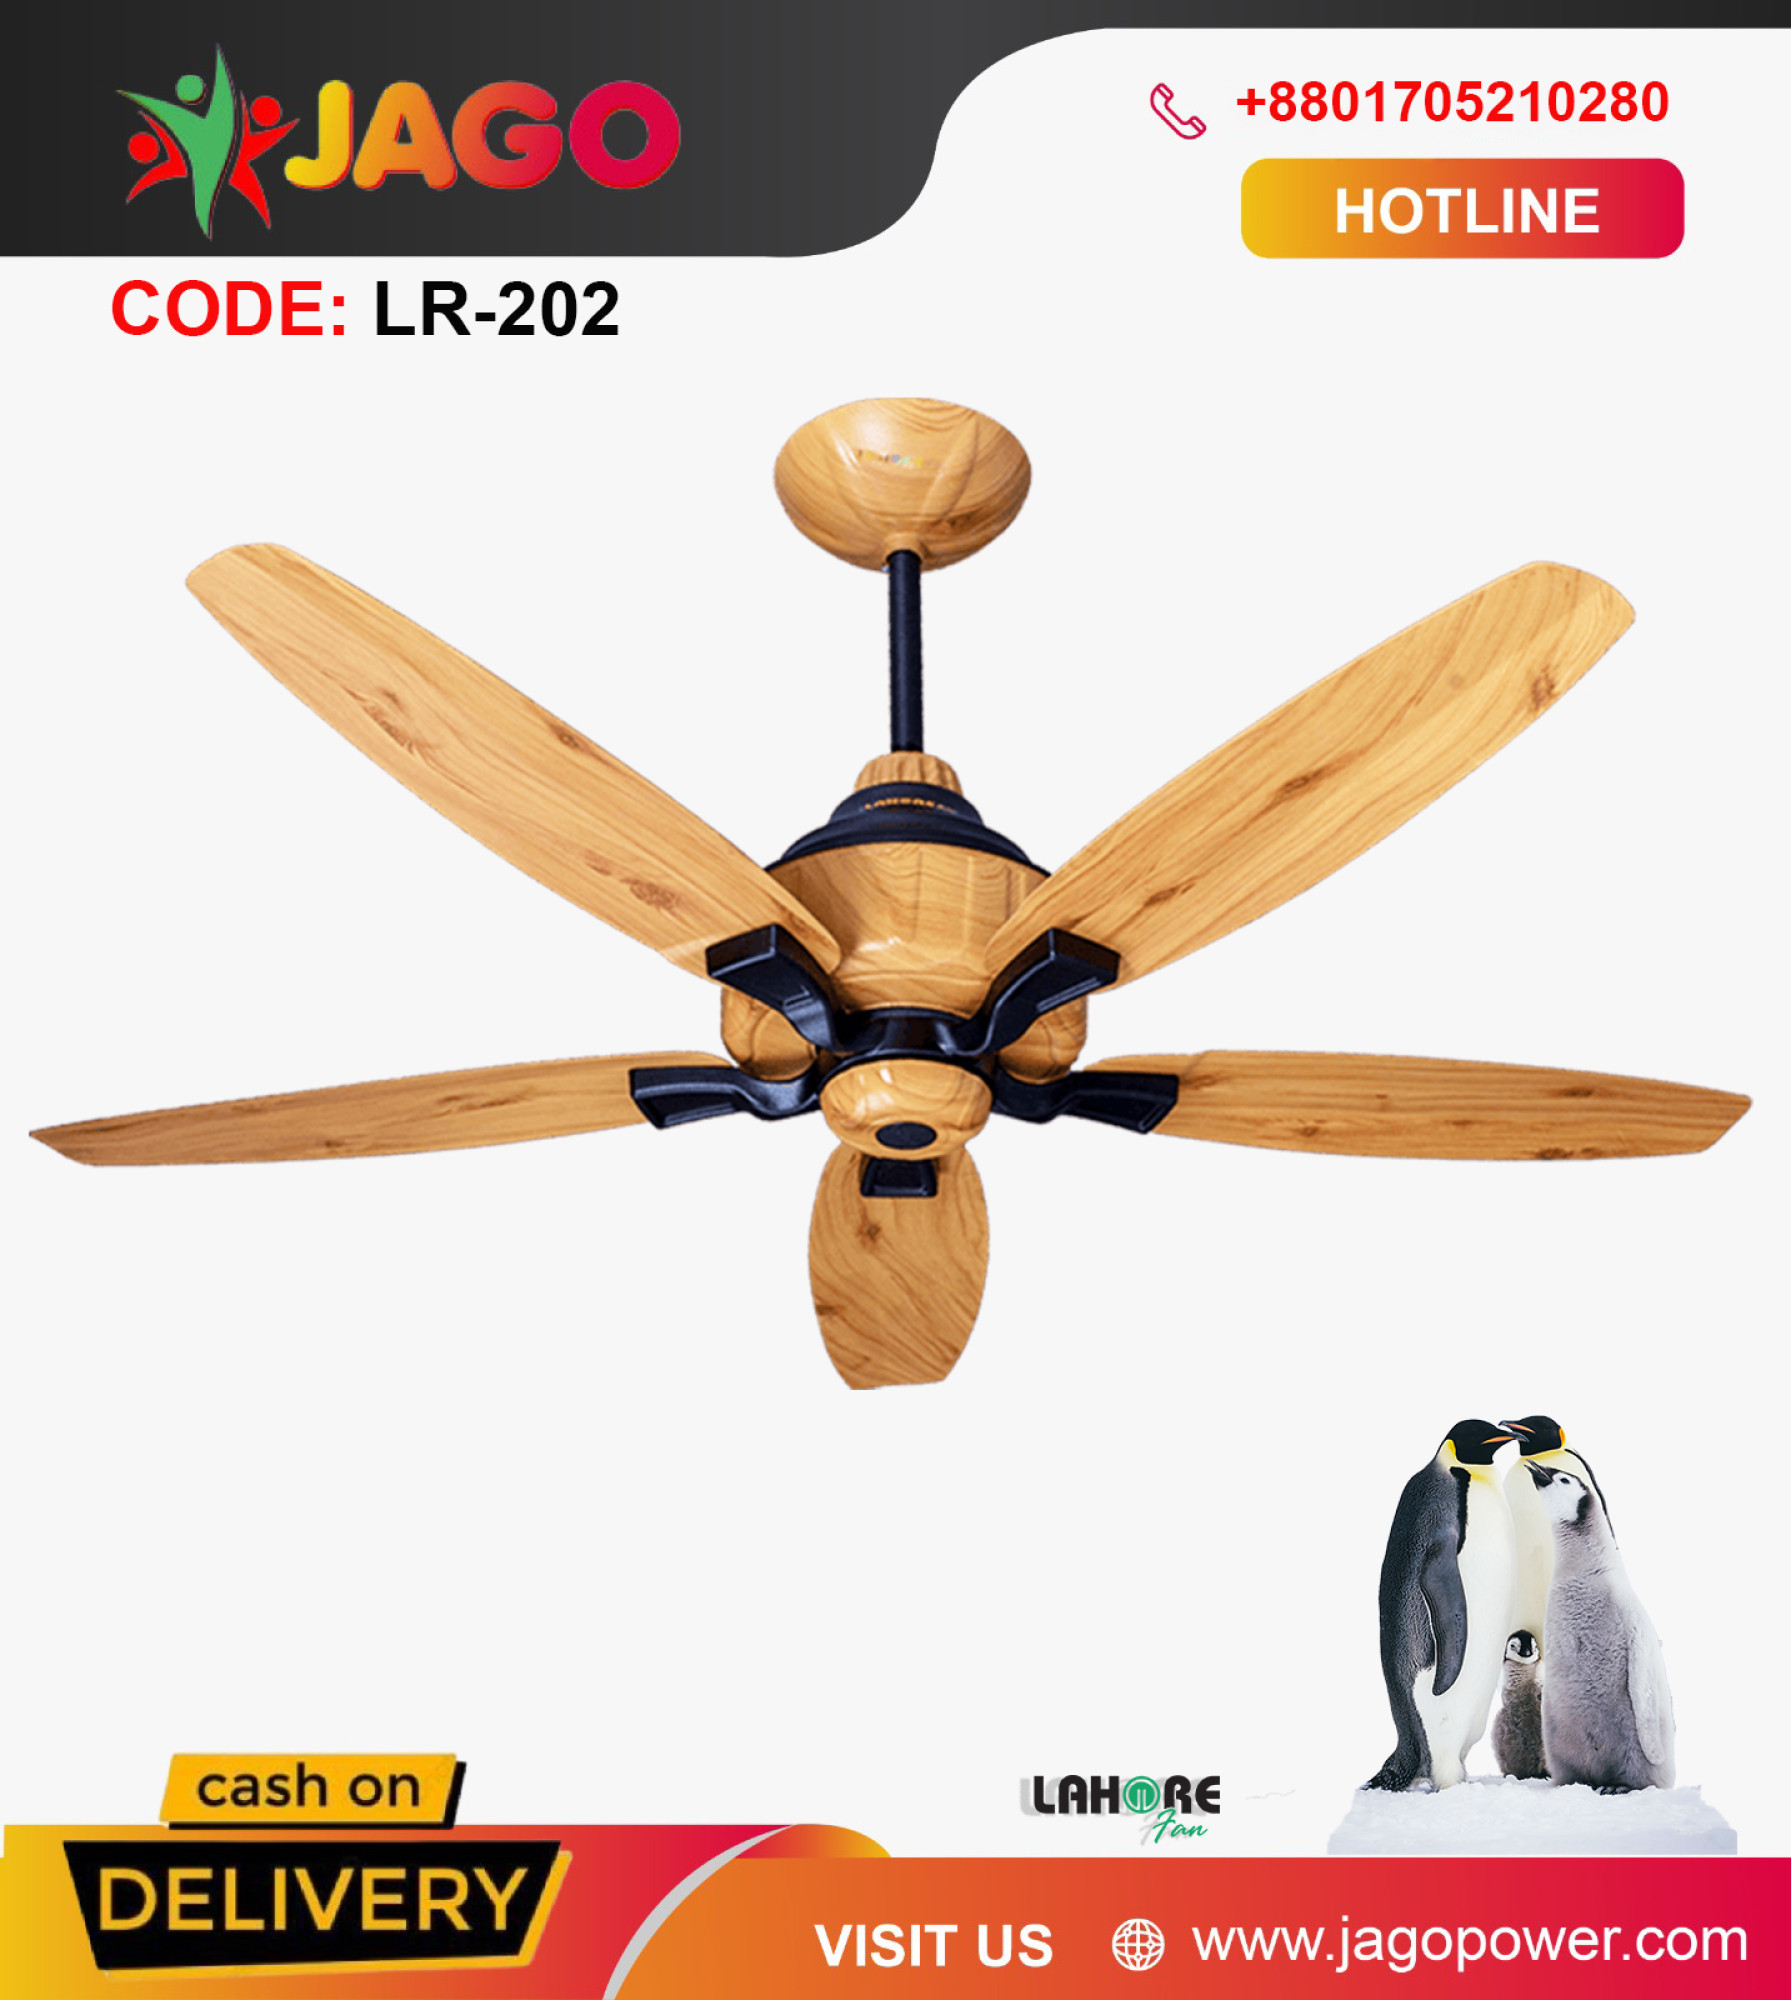 JAGO
+8801705210280
HOTLINE
CODE: LR-202
cash on
DELIVERY
LAHORE
Fan
VISIT US
www.jagopower.com